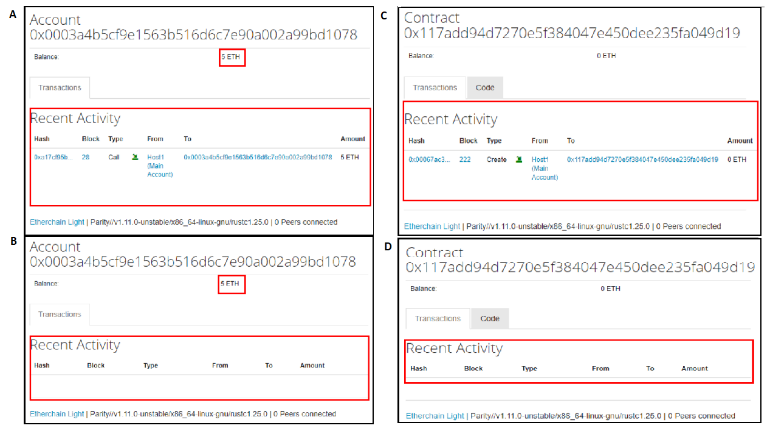 A
Account
0x0003a4b5cf9e1563b516d6c7e90a002a99bd1078
Balance: 5 ETH
Transactions
Recent Activity
Hash Block Type From To Amount
0xa17cf95b... 28 Call Host1 (Main Account) 0x0003a4b5cf9e1563b516d6c7e90a002a99bd1078 5 ETH
Etherchain Light | Parity//v1.11.0-unstable/x86_64-linux-gnu/rustc1.25.0 | 0 Peers connected
B
Account
0x0003a4b5cf9e1563b516d6c7e90a002a99bd1078
Balance: 5 ETH
Transactions
Recent Activity
Hash Block Type From To Amount
Etherchain Light | Parity//v1.11.0-unstable/x86_64-linux-gnu/rustc1.25.0 | 0 Peers connected
C
Contract
0x117add94d7270e5f384047e450dee235fa049d19
Balance: 0 ETH
Transactions Code
Recent Activity
Hash Block Type From To Amount
0x00067ac3... 222 Create Host1 (Main Account) 0x117add94d7270e5f384047e450dee235fa049d19 0 ETH
Etherchain Light | Parity//v1.11.0-unstable/x86_64-linux-gnu/rustc1.25.0 | 0 Peers connected
D
Contract
0x117add94d7270e5f384047e450dee235fa049d19
Balance: 0 ETH
Transactions Code
Recent Activity
Hash Block Type From To Amount
Etherchain Light | Parity//v1.11.0-unstable/x86_64-linux-gnu/rustc1.25.0 | 0 Peers connected